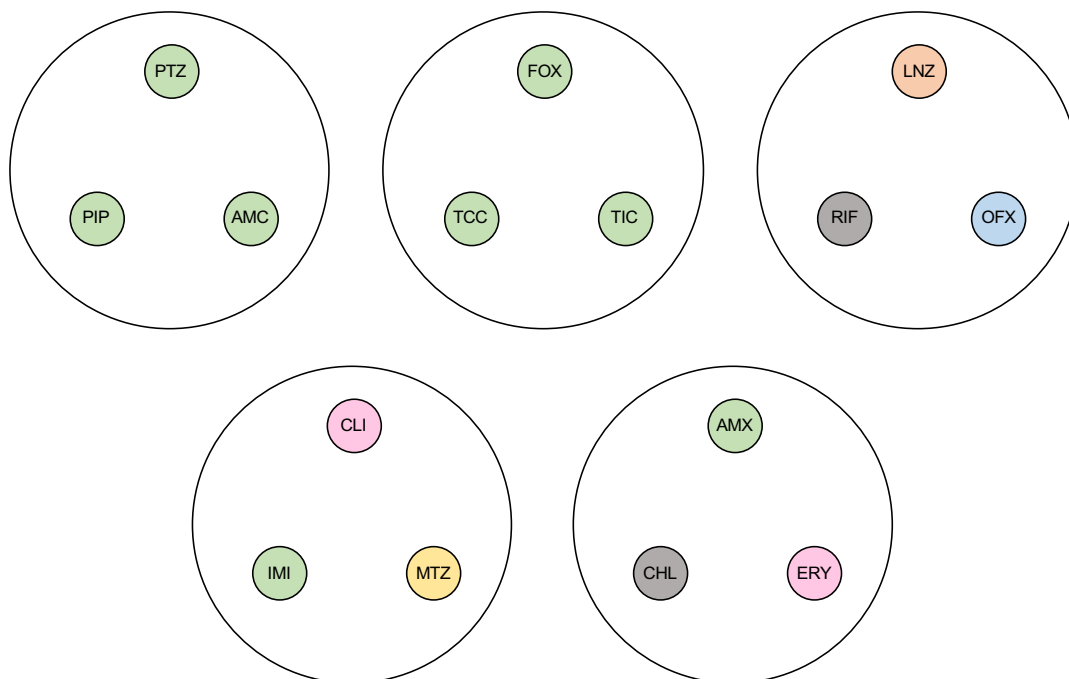 PTZ
PIP
AMC
FOX
TCC
TIC
LNZ
RIF
OFX
CLI
IMI
MTZ
AMX
CHL
ERY